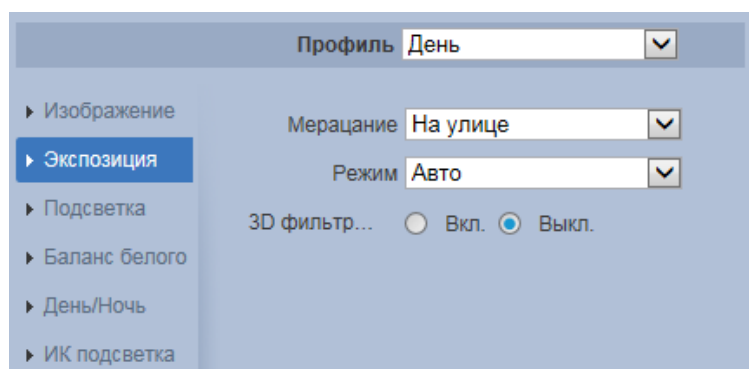 Профиль День
Изображение
Мерацание На улице
Экспозиция
Режим Авто
Подсветка
3D фильтр... Вкл. Выкл.
Баланс белого
День/Ночь
ИК подсветка